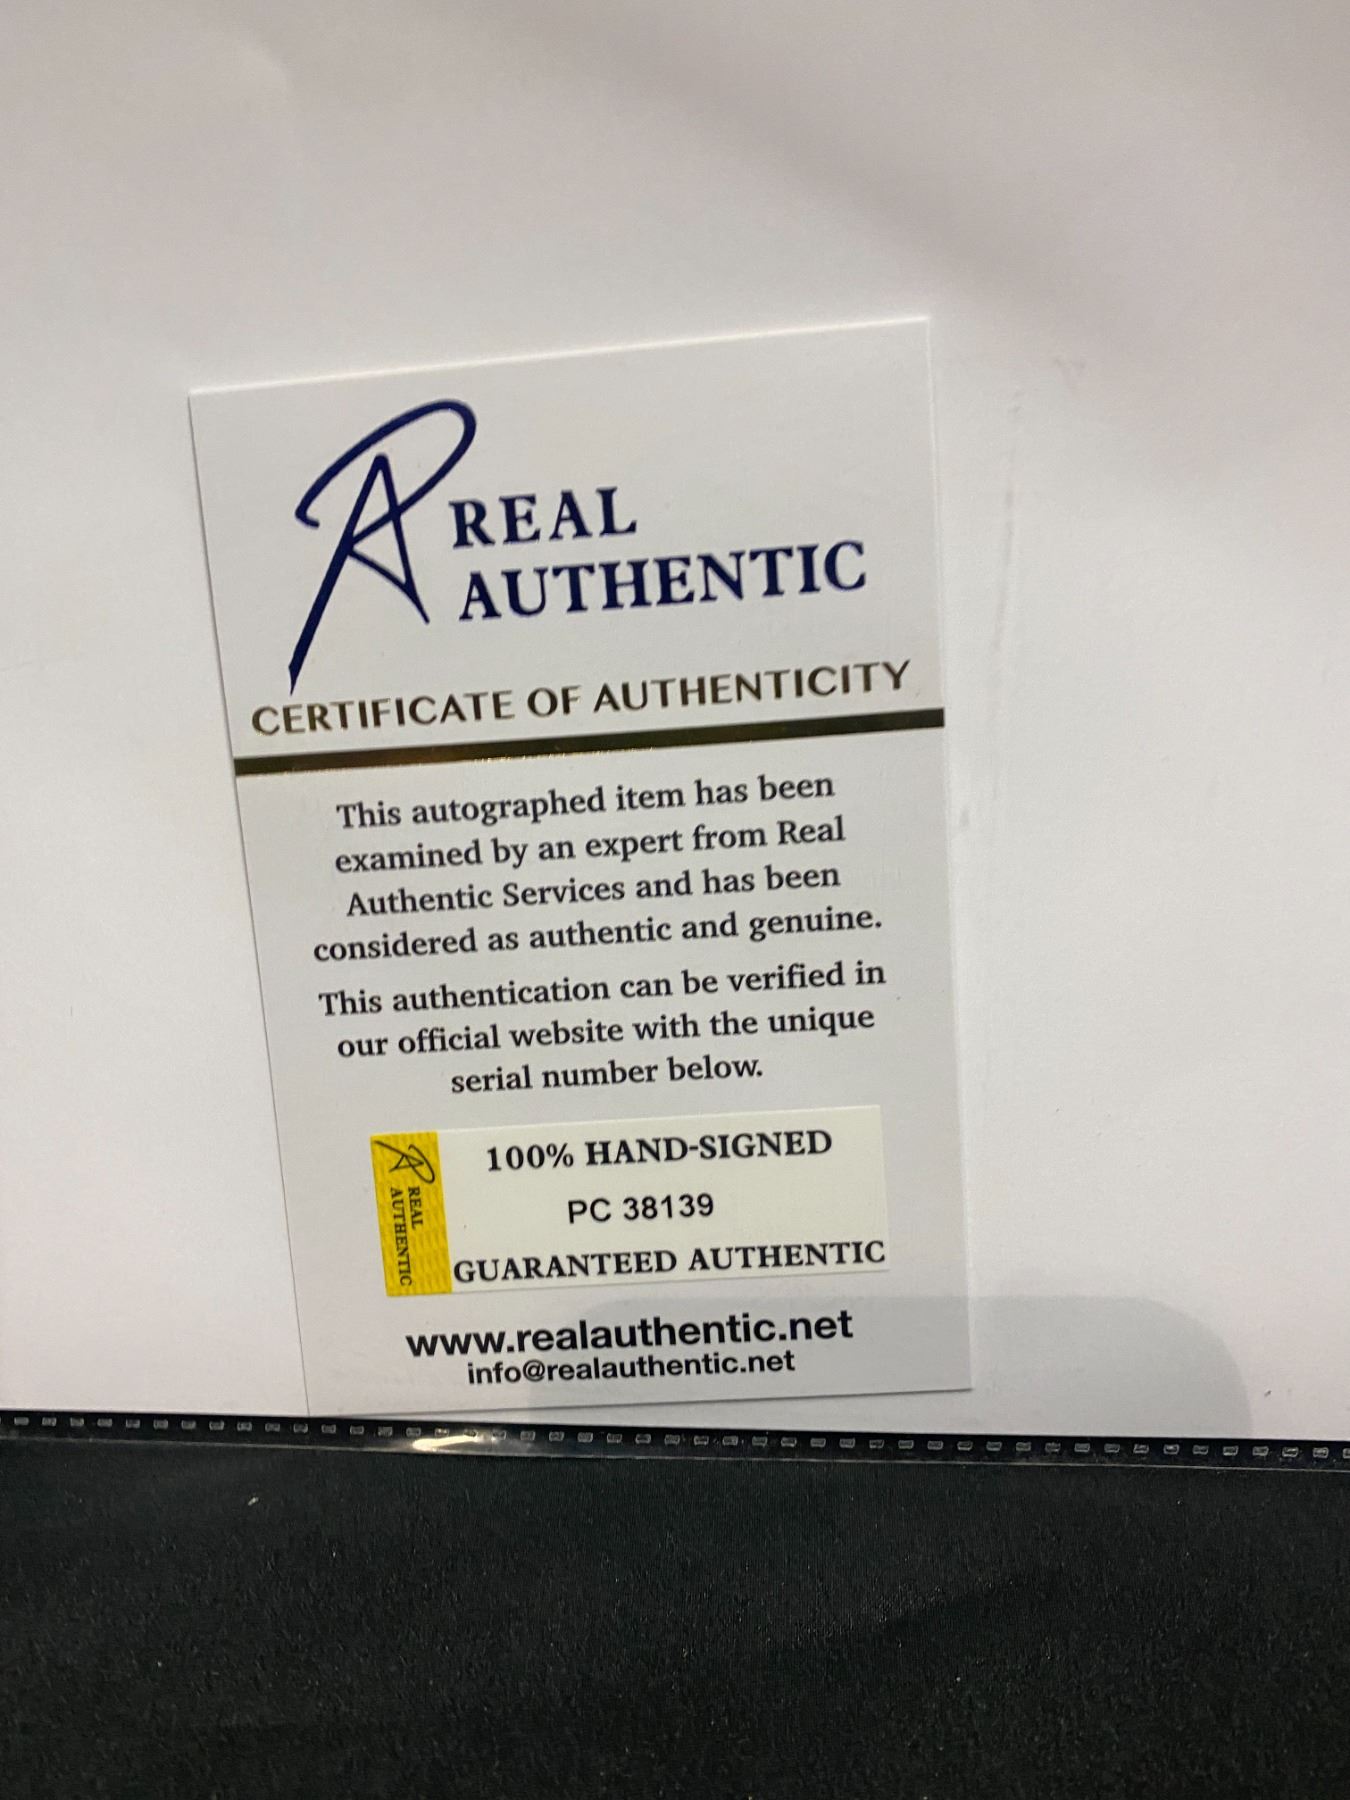 REAL
AUTHENTIC
CERTIFICATE OF AUTHENTICITY
This autographed item has been
examined by an expert from Real
Authentic Services and has been
considered as authentic and genuine.
This authentication can be verified in
our official website with the unique
serial number below.
REAL
AUTHENTIC
100% HAND-SIGNED
PC 38139
GUARANTEED AUTHENTIC
www.realauthentic.net
info@realauthentic.net